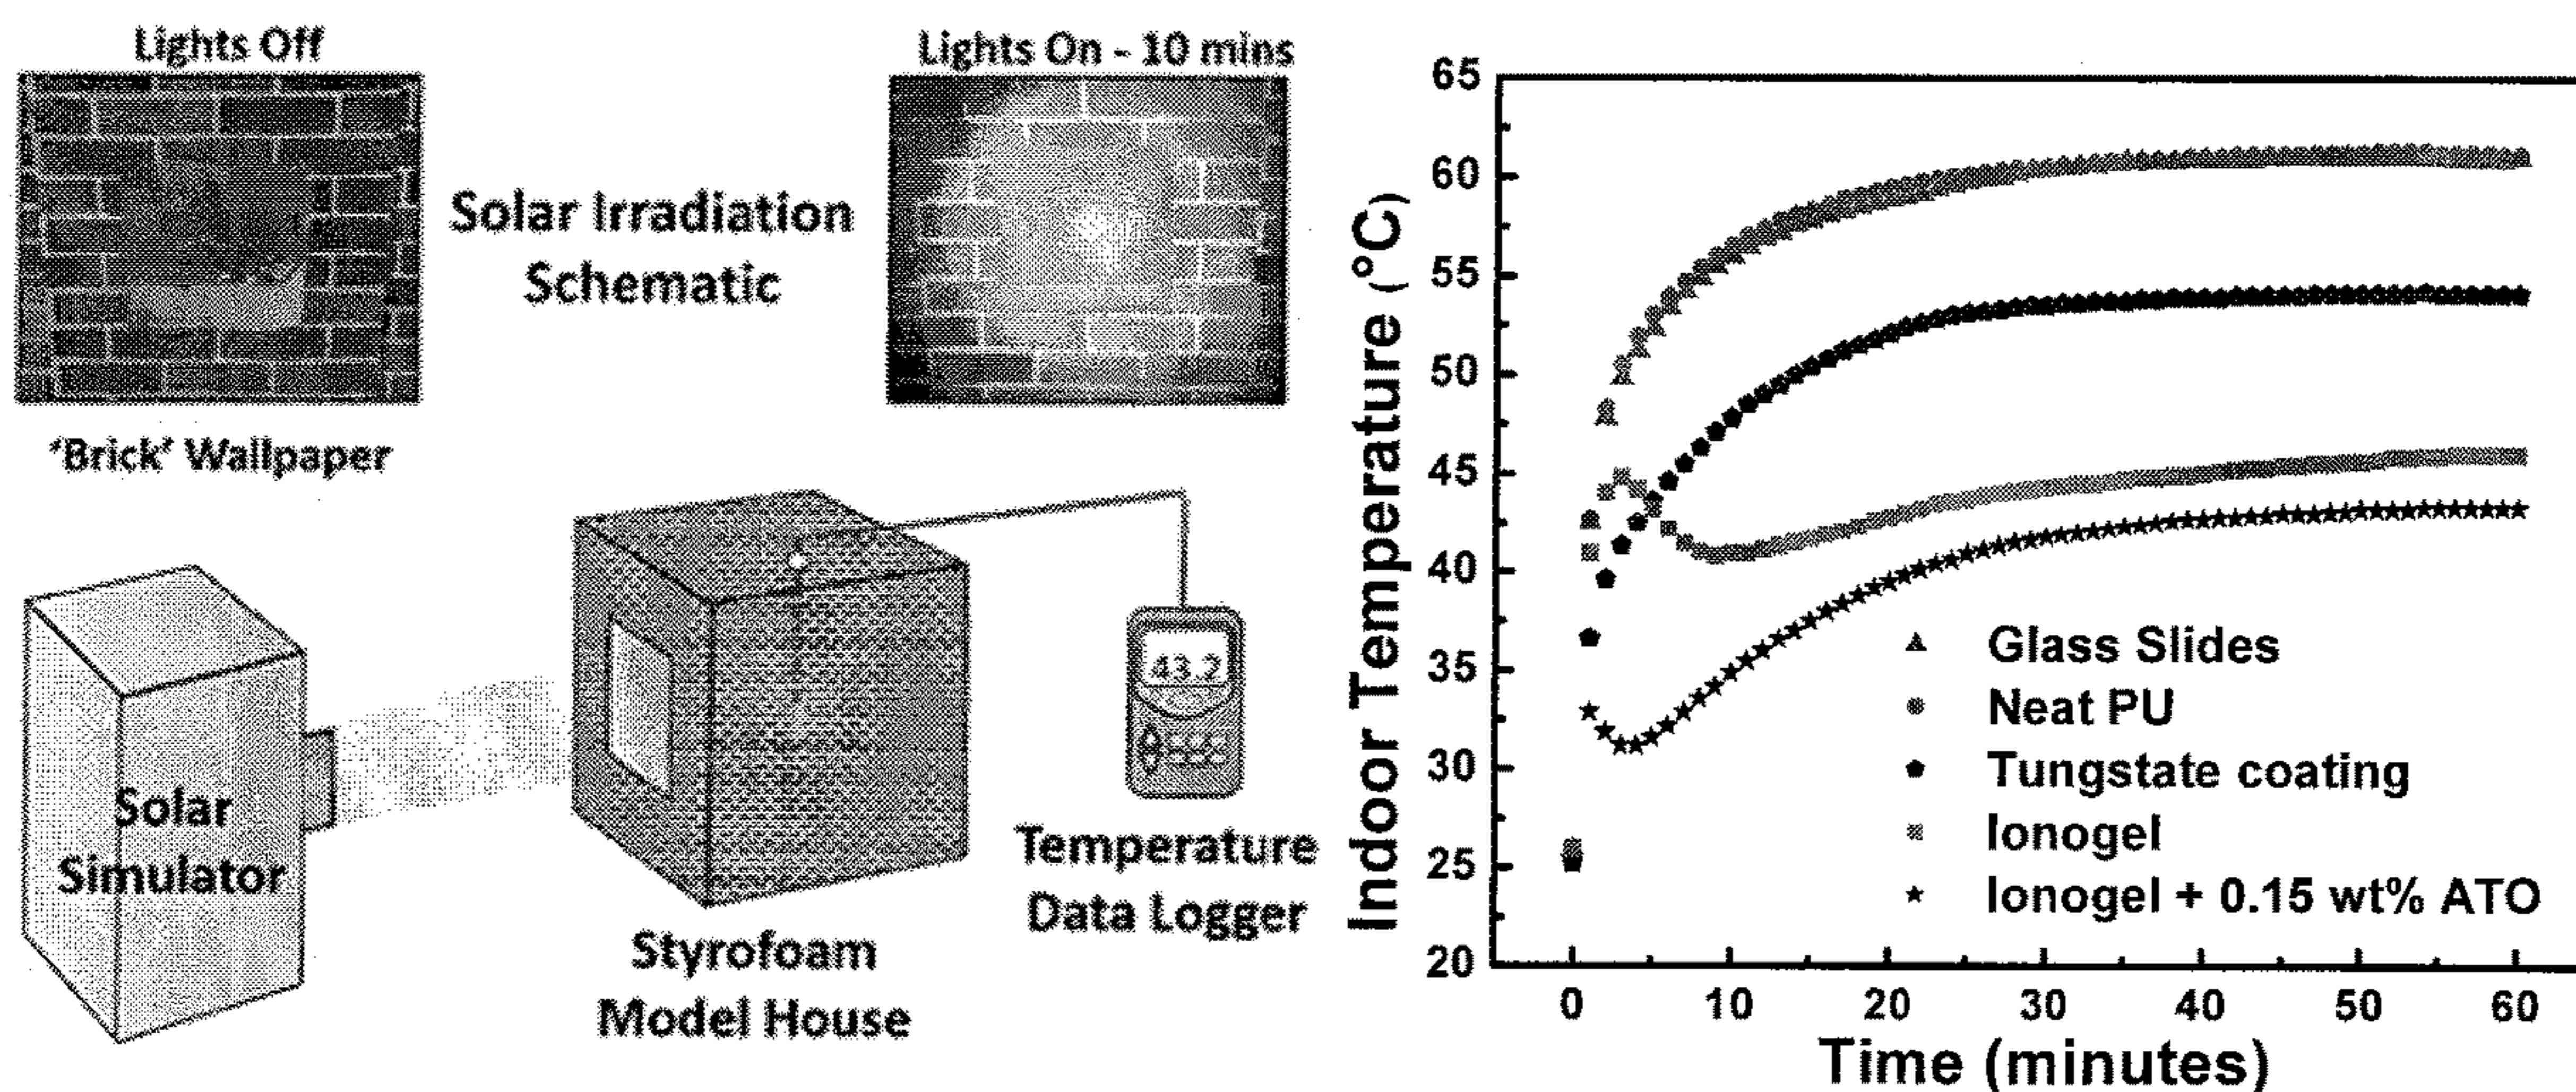 Lights Off
Lights On - 10 mins
Solar Irradiation
Schematic
'Brick' Wallpaper
Solar
Simulator
Styrofoam
Model House
43.2
Temperature
Data Logger
Indoor Temperature (°C)
65
60
55
50
45
40
35
30
25
20
Glass Slides
Neat PU
Tungstate coating
Ionogel
Ionogel + 0.15 wt% ATO
0 10 20 30 40 50 60
Time (minutes)